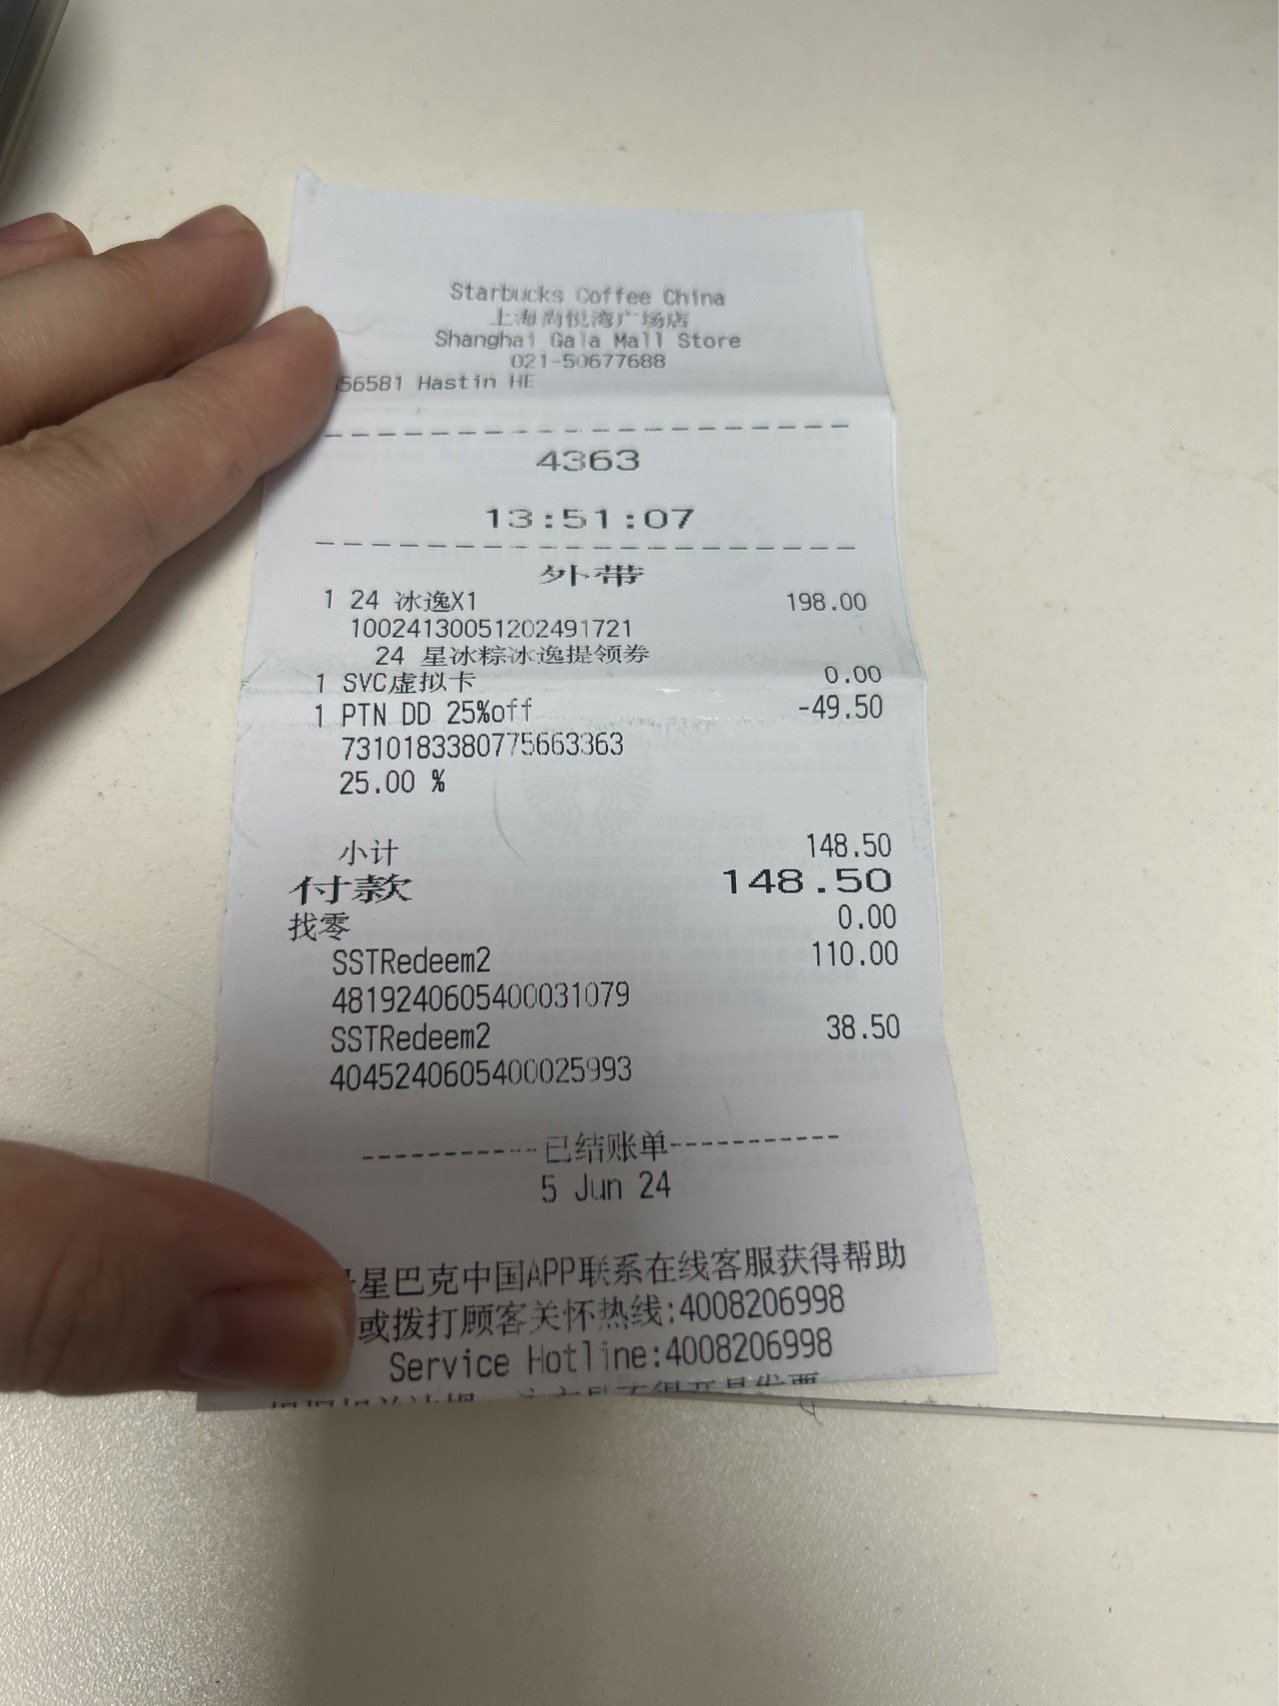 Starbucks Coffee China
上海尚悦湾广场店
Shanghai Gala Mall Store
021-50677688
56581 Hastin HE
4363
13:51:07
外带
1 24 冰逸X1 198.00
10024130051202491721
24 星冰粽冰逸提领券
1 SVC虚拟卡 0.00
1 PTN DD 25%off -49.50
7310183380775663363
25.00 %
小计 148.50
付款 148.50
找零 0.00
SSTRedeem2 110.00
4819240605400031079
SSTRedeem2 38.50
4045240605400025993
-----------已结账单-----------
5 Jun 24
星巴克中国APP联系在线客服获得帮助
或拨打顾客关怀热线:4008206998
Service Hotline:4008206998